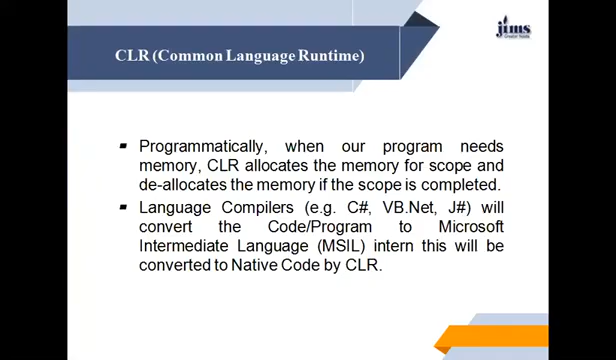 jims
Greater Noida
CLR (Common Language Runtime)
Programmatically, when our program needs
memory, CLR allocates the memory for scope and
de-allocates the memory if the scope is completed.
Language Compilers (e.g. C#, VB.Net, J#) will
convert the Code/Program to Microsoft
Intermediate Language (MSIL) intern this will be
converted to Native Code by CLR.